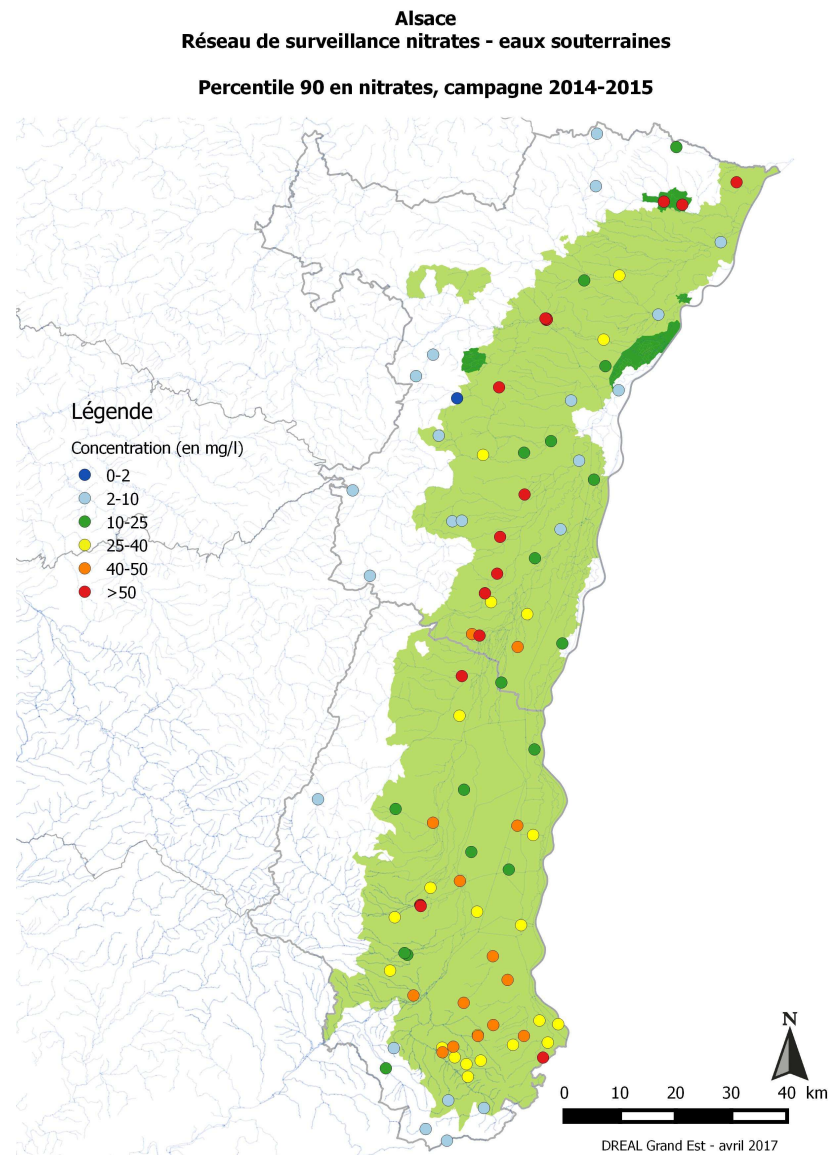 Alsace
Réseau de surveillance nitrates - eaux souterraines
Percentile 90 en nitrates, campagne 2014-2015
Légende
Concentration (en mg/l)
0-2
2-10
10-25
25-40
40-50
>50
N
0 10 20 30 40 km
DREAL Grand Est - avril 2017